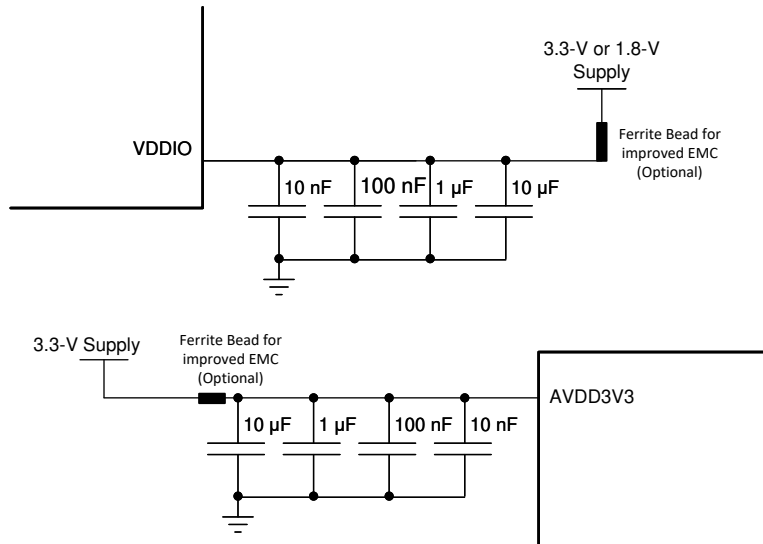 3.3-V or 1.8-V
Supply
VDDIO
Ferrite Bead for
improved EMC
(Optional)
10 nF
100 nF
1 µF
10 µF
3.3-V Supply
Ferrite Bead for
improved EMC
(Optional)
AVDD3V3
10 µF
1 µF
100 nF
10 nF